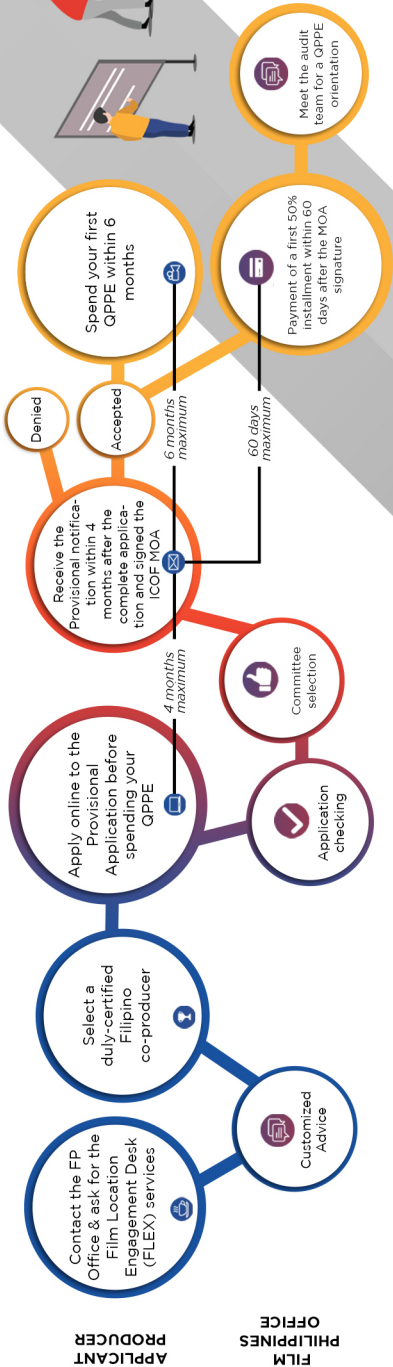 APPLICANT
PRODUCER
FILM
PHILIPPINES
OFFICE
Contact the FP
Office & ask for the
Film Location
Engagement Desk
(FLEX) services
Customized
Advice
Select a
duly-certified
Filipino
co-producer
Apply online to the
Provisional
Application before
spending your
QPPE
Application
checking
Committee
selection
4 months
maximum
Receive the
Provisional notifica-
tion within 4
months after the
complete applica-
tion and signed the
ICOF MOA
Denied
Accepted
6 months
maximum
60 days
maximum
Spend your first
QPPE within 6
months
Payment of a first 50%
installment within 60
days after the MOA
signature
Meet the audit
team for a QPPE
orientation